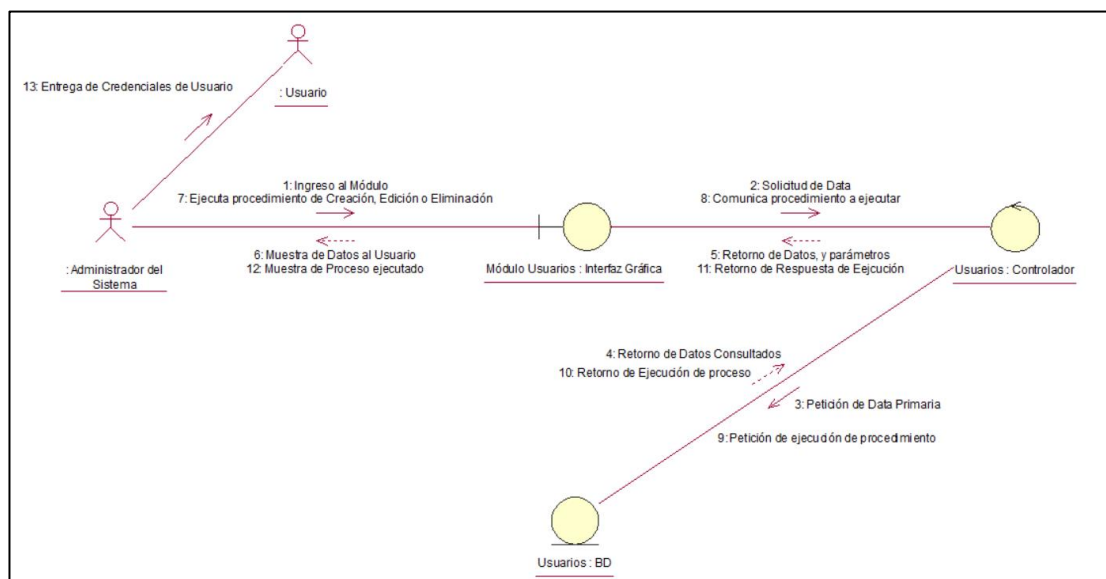 13: Entrega de Credenciales de Usuario
: Usuario
1: Ingreso al Módulo
7: Ejecuta procedimiento de Creación, Edición o Eliminación
2: Solicitud de Data
8: Comunica procedimiento a ejecutar
6: Muestra de Datos al Usuario
12: Muestra de Proceso ejecutado
5: Retorno de Datos, y parámetros
11: Retorno de Respuesta de Ejecución
: Administrador del
Sistema
Módulo Usuarios : Interfaz Gráfica
Usuarios : Controlador
4: Retorno de Datos Consultados
10: Retorno de Ejecución de proceso
3: Petición de Data Primaria
9: Petición de ejecución de procedimiento
Usuarios : BD